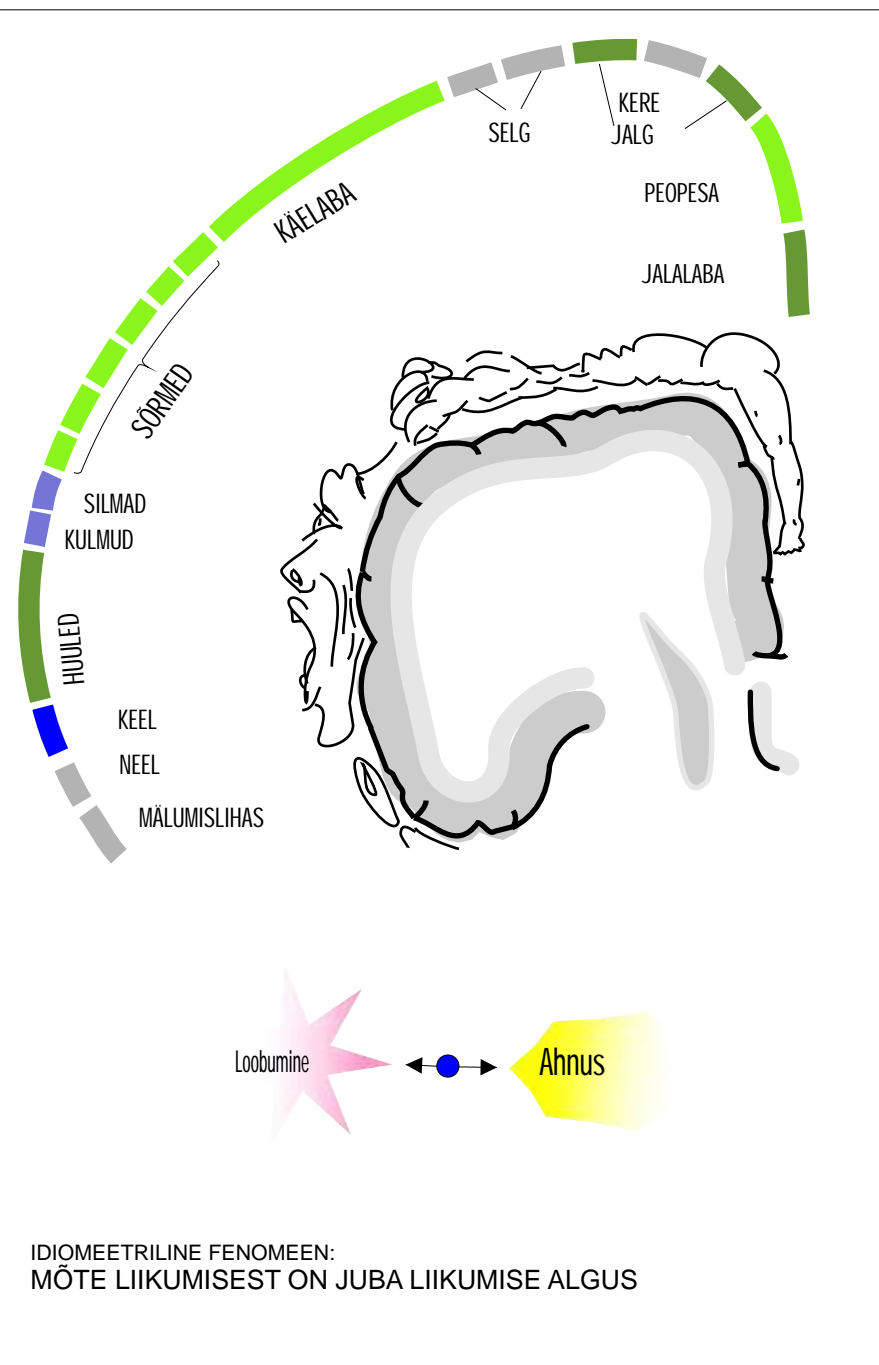 KERE
SELG
JALG
PEOPESA
KÄELABA
JALALABA
SÕRMED
SILMAD
KULMUD
HUULED
KEEL
NEEL
MÄLUMISLIHAS
Loobumine
Ahnus
IDIOMEETRILINE FENOMEEN:
MÕTE LIIKUMISEST ON JUBA LIIKUMISE ALGUS